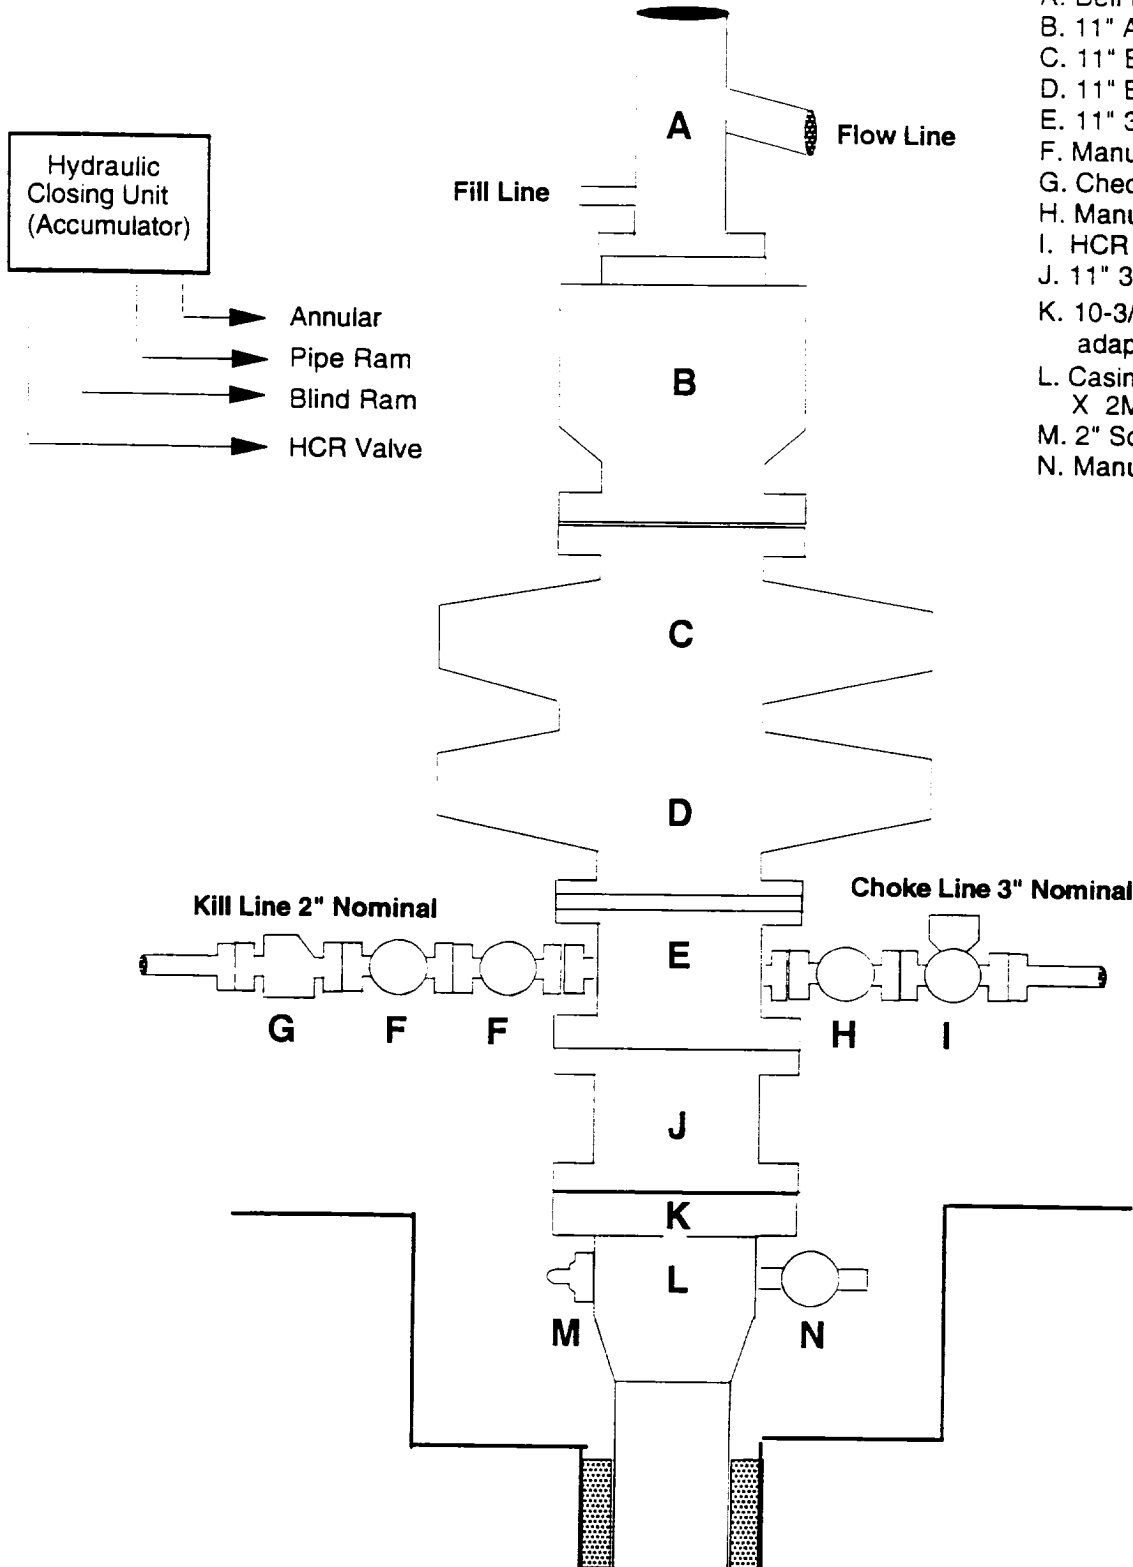 A. Bell
B. 11" A
C. 11" B
D. 11" B
E. 11" 3
F. Manu
G. Chec
H. Manu
I. HCR
J. 11" 3
K. 10-3/
adap
L. Casin
X 2M
M. 2" So
N. Manu
A
Flow Line
Fill Line
Hydraulic
Closing Unit
(Accumulator)
Annular
Pipe Ram
Blind Ram
HCR Valve
B
C
D
Kill Line 2" Nominal
Choke Line 3" Nominal
E
G
F
F
H
I
J
K
L
M
N